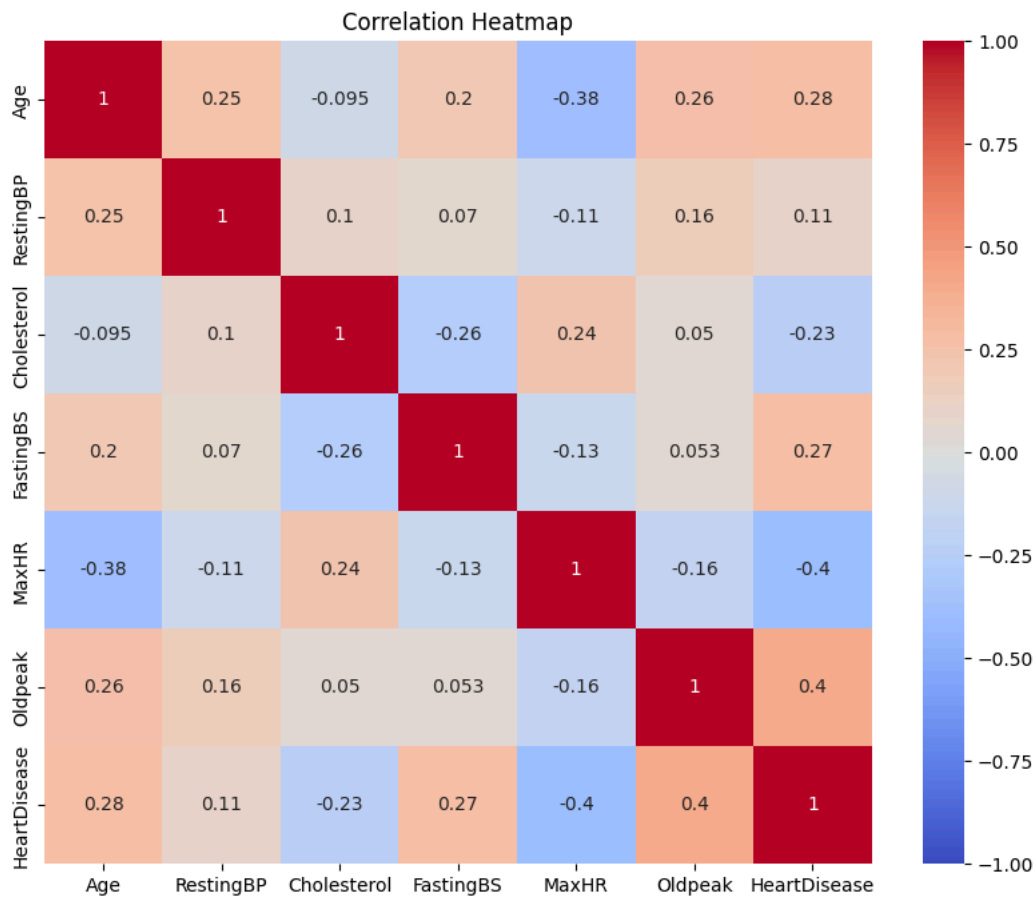 Correlation Heatmap
Age 1 0.25 -0.095 0.2 -0.38 0.26 0.28
RestingBP 0.25 1 0.1 0.07 -0.11 0.16 0.11
Cholesterol -0.095 0.1 1 -0.26 0.24 0.05 -0.23
FastingBS 0.2 0.07 -0.26 1 -0.13 0.053 0.27
MaxHR -0.38 -0.11 0.24 -0.13 1 -0.16 -0.4
Oldpeak 0.26 0.16 0.05 0.053 -0.16 1 0.4
HeartDisease 0.28 0.11 -0.23 0.27 -0.4 0.4 1
Age RestingBP Cholesterol FastingBS MaxHR Oldpeak HeartDisease
1.00
0.75
0.50
0.25
0.00
−0.25
−0.50
−0.75
−1.00